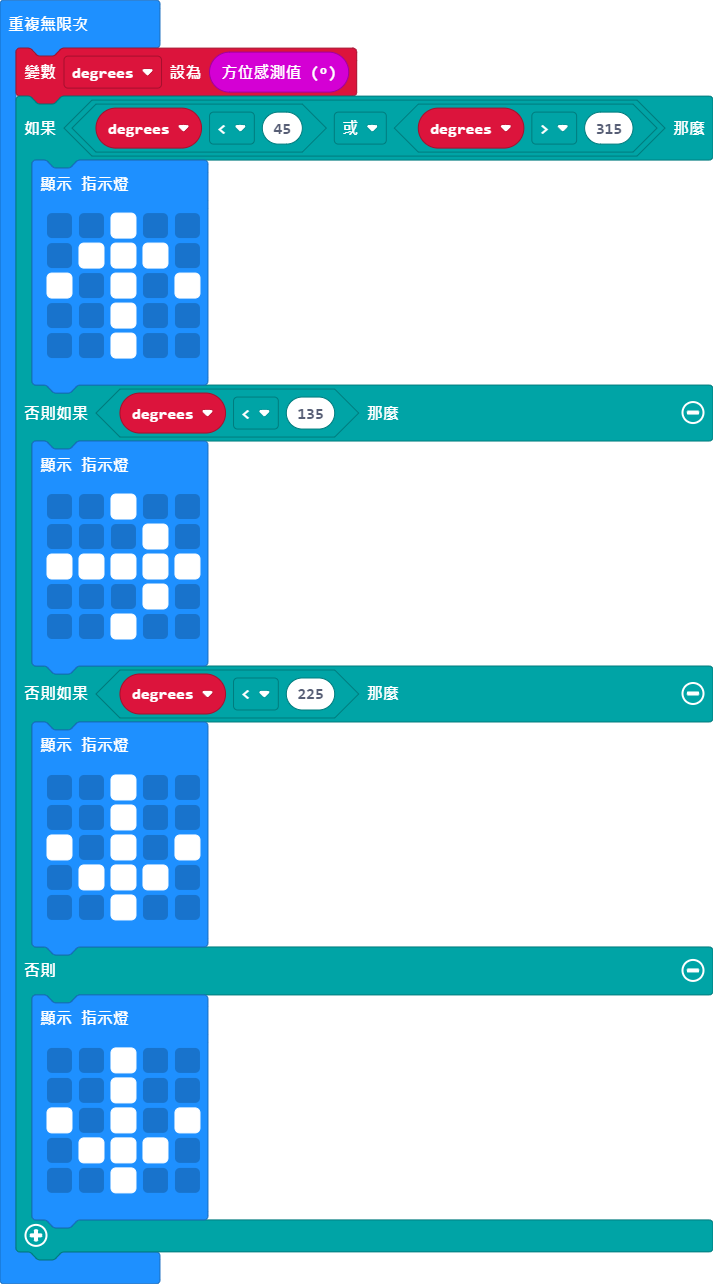 重複無限次
變數 degrees 設為 方位感測值 (°)
如果 degrees < 45 或 degrees > 315 那麼
顯示 指示燈
否則如果 degrees < 135 那麼
顯示 指示燈
否則如果 degrees < 225 那麼
顯示 指示燈
否則
顯示 指示燈